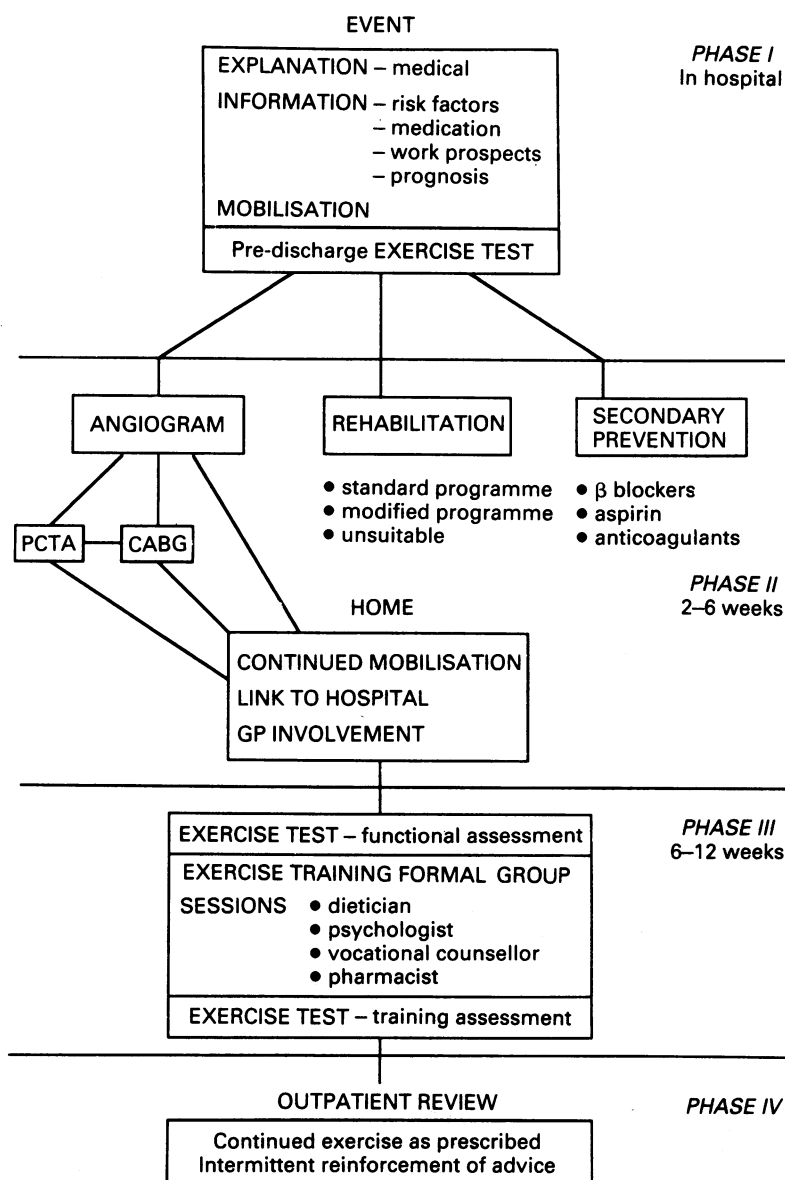 EVENT
PHASE I
In hospital
EXPLANATION – medical
INFORMATION – risk factors
– medication
– work prospects
– prognosis
MOBILISATION
Pre-discharge EXERCISE TEST
ANGIOGRAM
REHABILITATION
• standard programme
• modified programme
• unsuitable
SECONDARY
PREVENTION
• β blockers
• aspirin
• anticoagulants
PCTA
CABG
PHASE II
2–6 weeks
HOME
CONTINUED MOBILISATION
LINK TO HOSPITAL
GP INVOLVEMENT
PHASE III
6–12 weeks
EXERCISE TEST – functional assessment
EXERCISE TRAINING FORMAL GROUP
SESSIONS • dietician
• psychologist
• vocational counsellor
• pharmacist
EXERCISE TEST – training assessment
OUTPATIENT REVIEW
PHASE IV
Continued exercise as prescribed
Intermittent reinforcement of advice